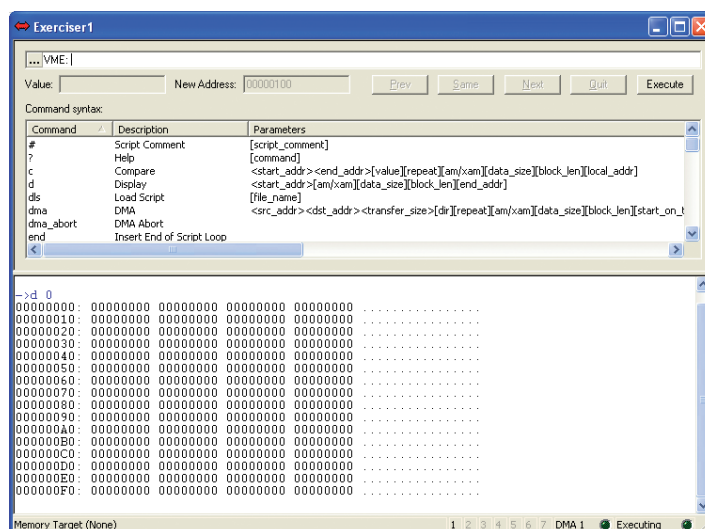 Exerciser1
... VME:
Value: New Address: 00000100 Prev Same Next Quit Execute
Command syntax:
Command Description Parameters
# Script Comment [script_comment]
? Help [command]
c Compare <start_addr><end_addr>[value][repeat][am/xam][data_size][block_len][local_addr]
d Display <start_addr>[am/xam][data_size][block_len][end_addr]
dls Load Script [file_name]
dma DMA <src_addr><dst_addr><transfer_size>[dir][repeat][am/xam][data_size][block_len][start_on_t
dma_abort DMA Abort
end Insert End of Script Loop
->d 0
00000000: 00000000 00000000 00000000 00000000 ................
00000010: 00000000 00000000 00000000 00000000 ................
00000020: 00000000 00000000 00000000 00000000 ................
00000030: 00000000 00000000 00000000 00000000 ................
00000040: 00000000 00000000 00000000 00000000 ................
00000050: 00000000 00000000 00000000 00000000 ................
00000060: 00000000 00000000 00000000 00000000 ................
00000070: 00000000 00000000 00000000 00000000 ................
00000080: 00000000 00000000 00000000 00000000 ................
00000090: 00000000 00000000 00000000 00000000 ................
000000A0: 00000000 00000000 00000000 00000000 ................
000000B0: 00000000 00000000 00000000 00000000 ................
000000C0: 00000000 00000000 00000000 00000000 ................
000000D0: 00000000 00000000 00000000 00000000 ................
000000E0: 00000000 00000000 00000000 00000000 ................
000000F0: 00000000 00000000 00000000 00000000 ................
Memory Target (None) 1 2 3 4 5 6 7 DMA 1 Executing